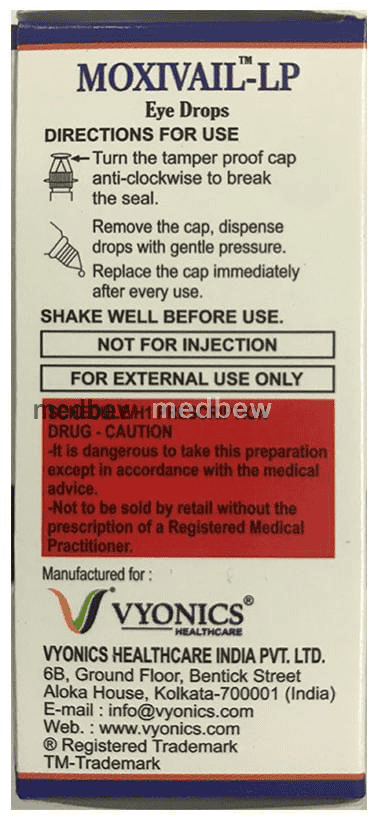 MOXIVAIL™-LP
Eye Drops
DIRECTIONS FOR USE
Turn the tamper proof cap
anti-clockwise to break
the seal.
Remove the cap, dispense
drops with gentle pressure.
Replace the cap immediately
after every use.
SHAKE WELL BEFORE USE.
NOT FOR INJECTION
FOR EXTERNAL USE ONLY
medbew medbew
DRUG - CAUTION
-It is dangerous to take this preparation
except in accordance with the medical
advice.
-Not to be sold by retail without the
prescription of a Registered Medical
Practitioner.
Manufactured for :
VYONICS®
HEALTHCARE
VYONICS HEALTHCARE INDIA PVT. LTD.
6B, Ground Floor, Bentick Street
Aloka House, Kolkata-700001 (India)
E-mail : info@vyonics.com
Web. : www.vyonics.com
® Registered Trademark
TM-Trademark